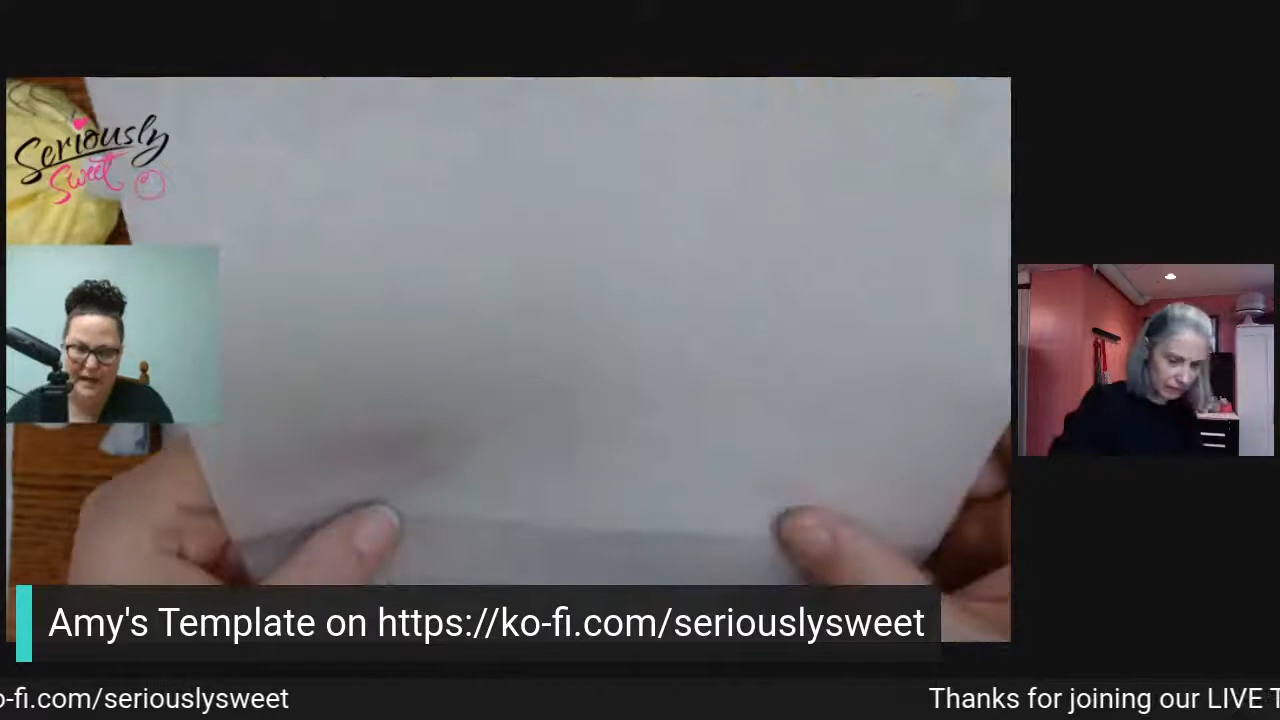 Seriously
Sweet
Amy's Template on https://ko-fi.com/seriouslysweet
o-fi.com/seriouslysweet
Thanks for joining our LIVE T